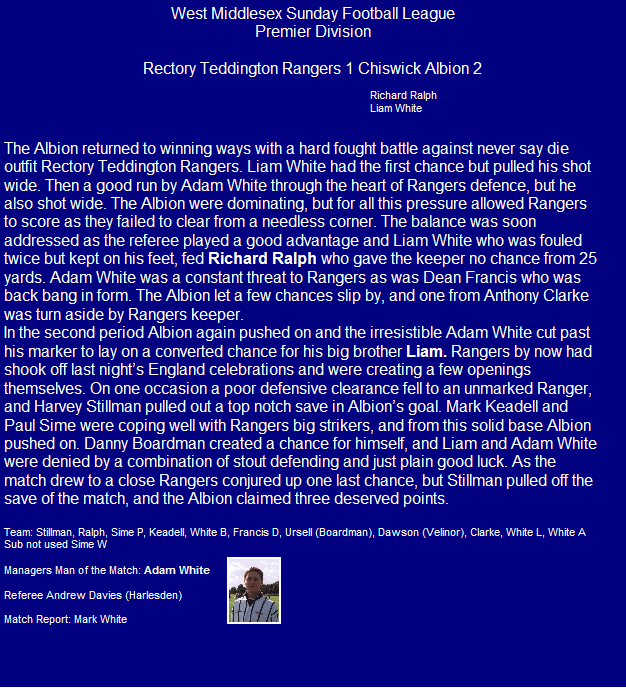 West Middlesex Sunday Football League
Premier Division
Rectory Teddington Rangers 1 Chiswick Albion 2
Richard Ralph
Liam White
The Albion returned to winning ways with a hard fought battle against never say die
outfit Rectory Teddington Rangers. Liam White had the first chance but pulled his shot
wide. Then a good run by Adam White through the heart of Rangers defence, but he
also shot wide. The Albion were dominating, but for all this pressure allowed Rangers
to score as they failed to clear from a needless corner. The balance was soon
addressed as the referee played a good advantage and Liam White who was fouled
twice but kept on his feet, fed Richard Ralph who gave the keeper no chance from 25
yards. Adam White was a constant threat to Rangers as was Dean Francis who was
back bang in form. The Albion let a few chances slip by, and one from Anthony Clarke
was turn aside by Rangers keeper.
In the second period Albion again pushed on and the irresistible Adam White cut past
his marker to lay on a converted chance for his big brother Liam. Rangers by now had
shook off last night's England celebrations and were creating a few openings
themselves. On one occasion a poor defensive clearance fell to an unmarked Ranger,
and Harvey Stillman pulled out a top notch save in Albion's goal. Mark Keadell and
Paul Sime were coping well with Rangers big strikers, and from this solid base Albion
pushed on. Danny Boardman created a chance for himself, and Liam and Adam White
were denied by a combination of stout defending and just plain good luck. As the
match drew to a close Rangers conjured up one last chance, but Stillman pulled off the
save of the match, and the Albion claimed three deserved points.
Team: Stillman, Ralph, Sime P, Keadell, White B, Francis D, Ursell (Boardman), Dawson (Velinor), Clarke, White L, White A
Sub not used Sime W
Managers Man of the Match: Adam White
Referee Andrew Davies (Harlesden)
Match Report: Mark White